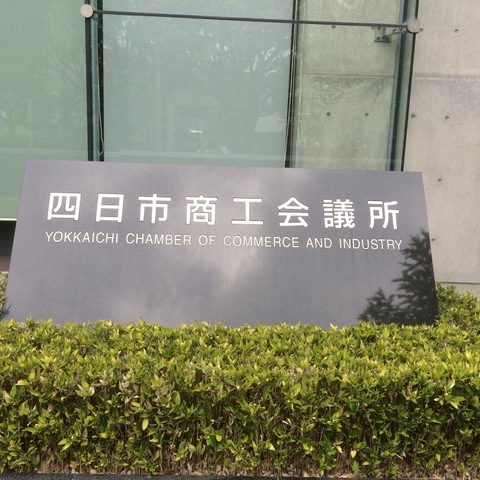 四日市商工会議所
YOKKAICHI CHAMBER OF COMMERCE AND INDUSTRY